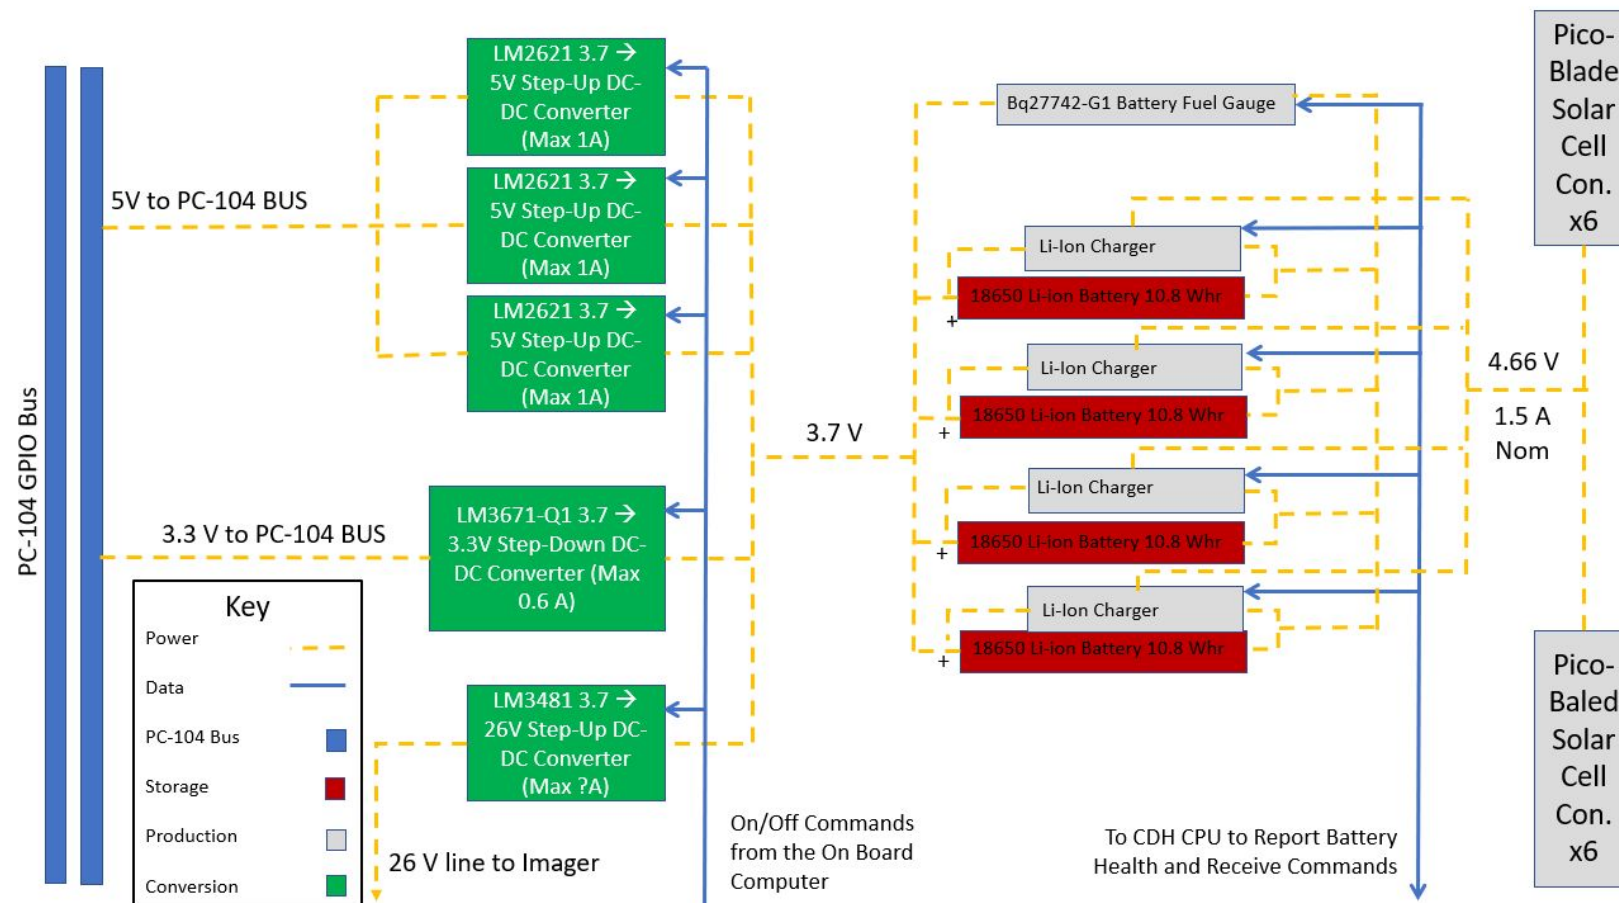 PC-104 GPIO Bus
5V to PC-104 BUS
3.3 V to PC-104 BUS
LM2621 3.7 →
5V Step-Up DC-
DC Converter
(Max 1A)
LM2621 3.7 →
5V Step-Up DC-
DC Converter
(Max 1A)
LM2621 3.7 →
5V Step-Up DC-
DC Converter
(Max 1A)
LM3671-Q1 3.7 →
3.3V Step-Down DC-
DC Converter (Max
0.6 A)
LM3481 3.7 →
26V Step-Up DC-
DC Converter
(Max ?A)
Key
Power
Data
PC-104 Bus
Storage
Production
Conversion
26 V line to Imager
On/Off Commands
from the On Board
Computer
3.7 V
Bq27742-G1 Battery Fuel Gauge
Li-Ion Charger
18650 Li-Ion Battery 10.8 Whr
+
Li-Ion Charger
18650 Li-Ion Battery 10.8 Whr
+
Li-Ion Charger
18650 Li-Ion Battery 10.8 Whr
+
Li-Ion Charger
18650 Li-Ion Battery 10.8 Whr
+
To CDH CPU to Report Battery
Health and Receive Commands
4.66 V
1.5 A
Nom
Pico-
Blade
Solar
Cell
Con.
x6
Pico-
Baled
Solar
Cell
Con.
x6